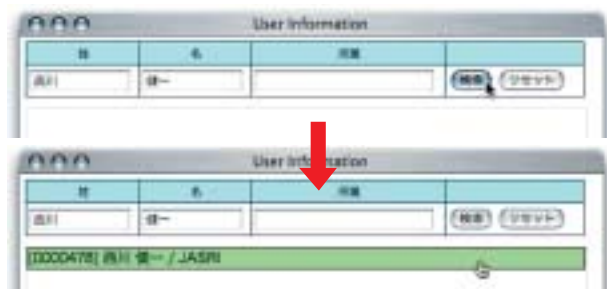 User Information
姓 名 所属
西川 健一 検索 リセット
User Information
姓 名 所属
西川 健一 検索 リセット
[0000478] 西川 健一 / JASRI